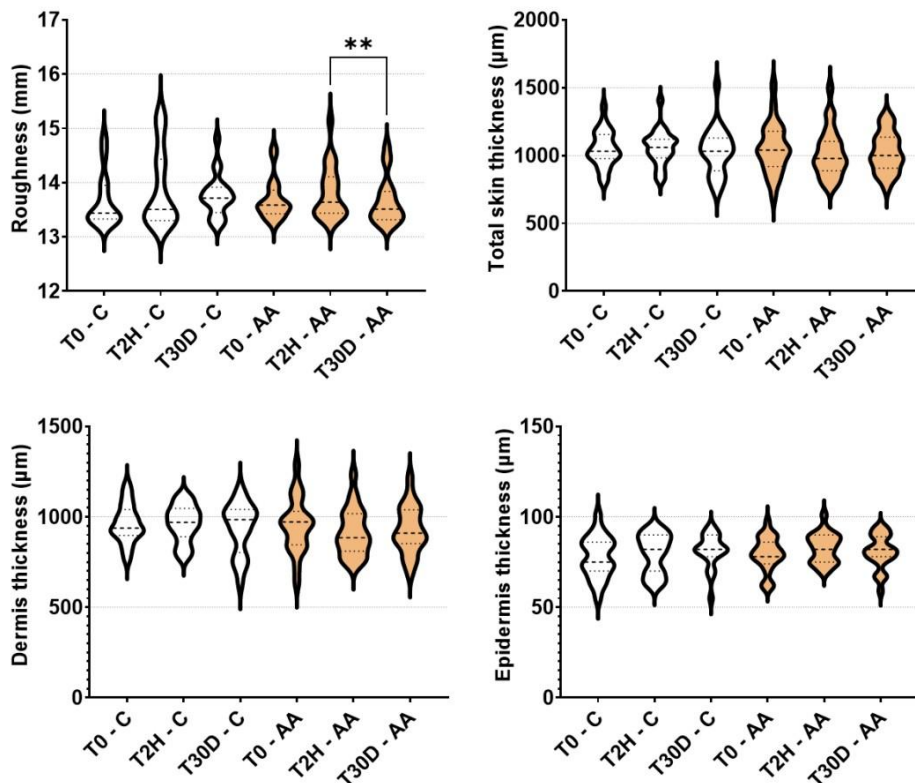 Roughness (mm)
17
16
15
14
13
12
**
T0 - C
T2H - C
T30D - C
T0 - AA
T2H - AA
T30D - AA
Total skin thickness (µm)
2000
1500
1000
500
0
T0 - C
T2H - C
T30D - C
T0 - AA
T2H - AA
T30D - AA
Dermis thickness (µm)
1500
1000
500
0
T0 - C
T2H - C
T30D - C
T0 - AA
T2H - AA
T30D - AA
Epidermis thickness (µm)
150
100
50
0
T0 - C
T2H - C
T30D - C
T0 - AA
T2H - AA
T30D - AA